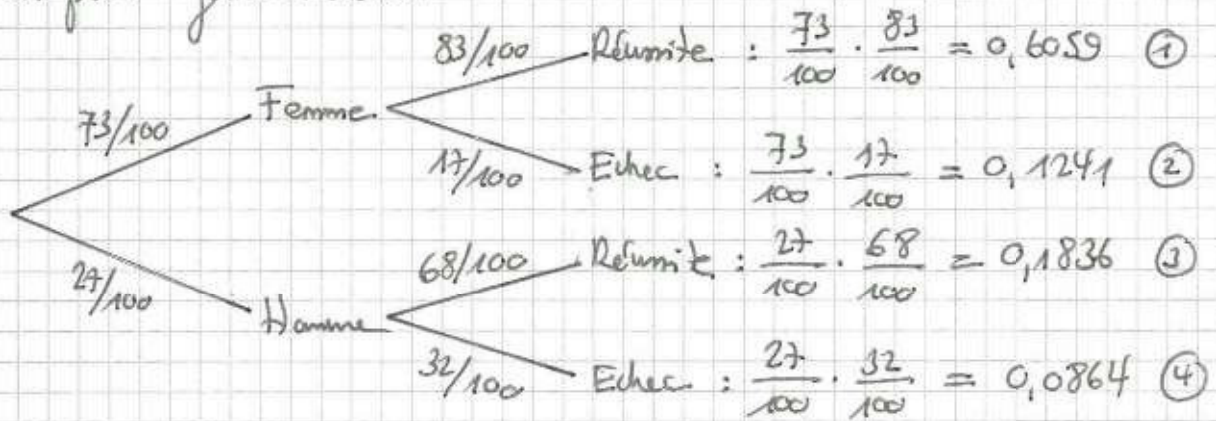 83/100 Réussite : 73/100 · 83/100 = 0,6059 ①
73/100 Femme
17/100 Echec : 73/100 · 17/100 = 0,1241 ②
68/100 Réussite : 27/100 · 68/100 = 0,1836 ③
27/100 Homme
32/100 Echec : 27/100 · 32/100 = 0,0864 ④